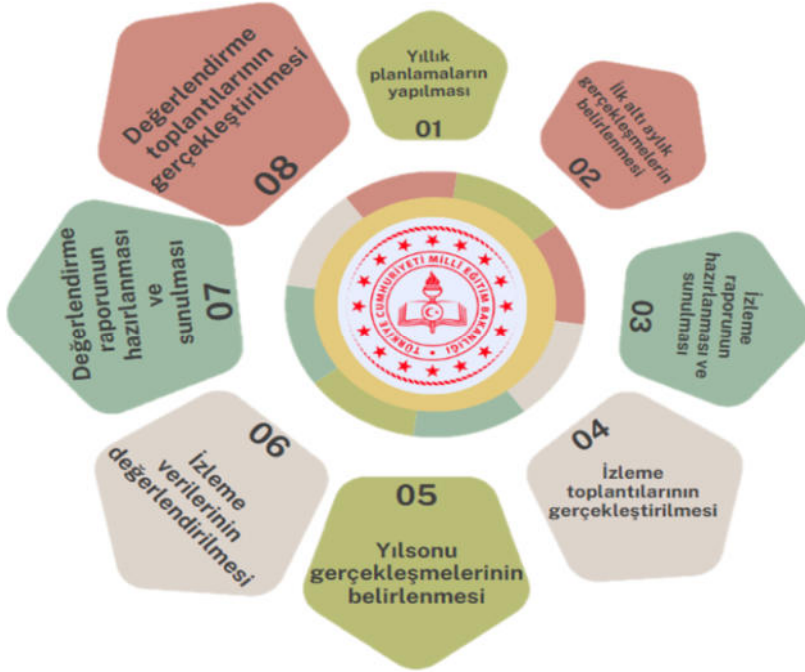 Yıllık
planlamaların
yapılması
01
İlk altı aylık
gerçekleşmelerin
belirlenmesi
02
İzleme
raporunun
hazırlanması ve
sunulması
03
04
İzleme
toplantılarının
gerçekleştirilmesi
05
Yılsonu
gerçekleşmelerinin
belirlenmesi
06
İzleme
verilerinin
değerlendirilmesi
Değerlendirme
raporunun
hazırlanması
ve
sunulması
07
Değerlendirme
toplantılarının
gerçekleştirilmesi
08
TÜRKİYE CUMHURİYETİ MİLLİ EĞİTİM BAKANLIĞI